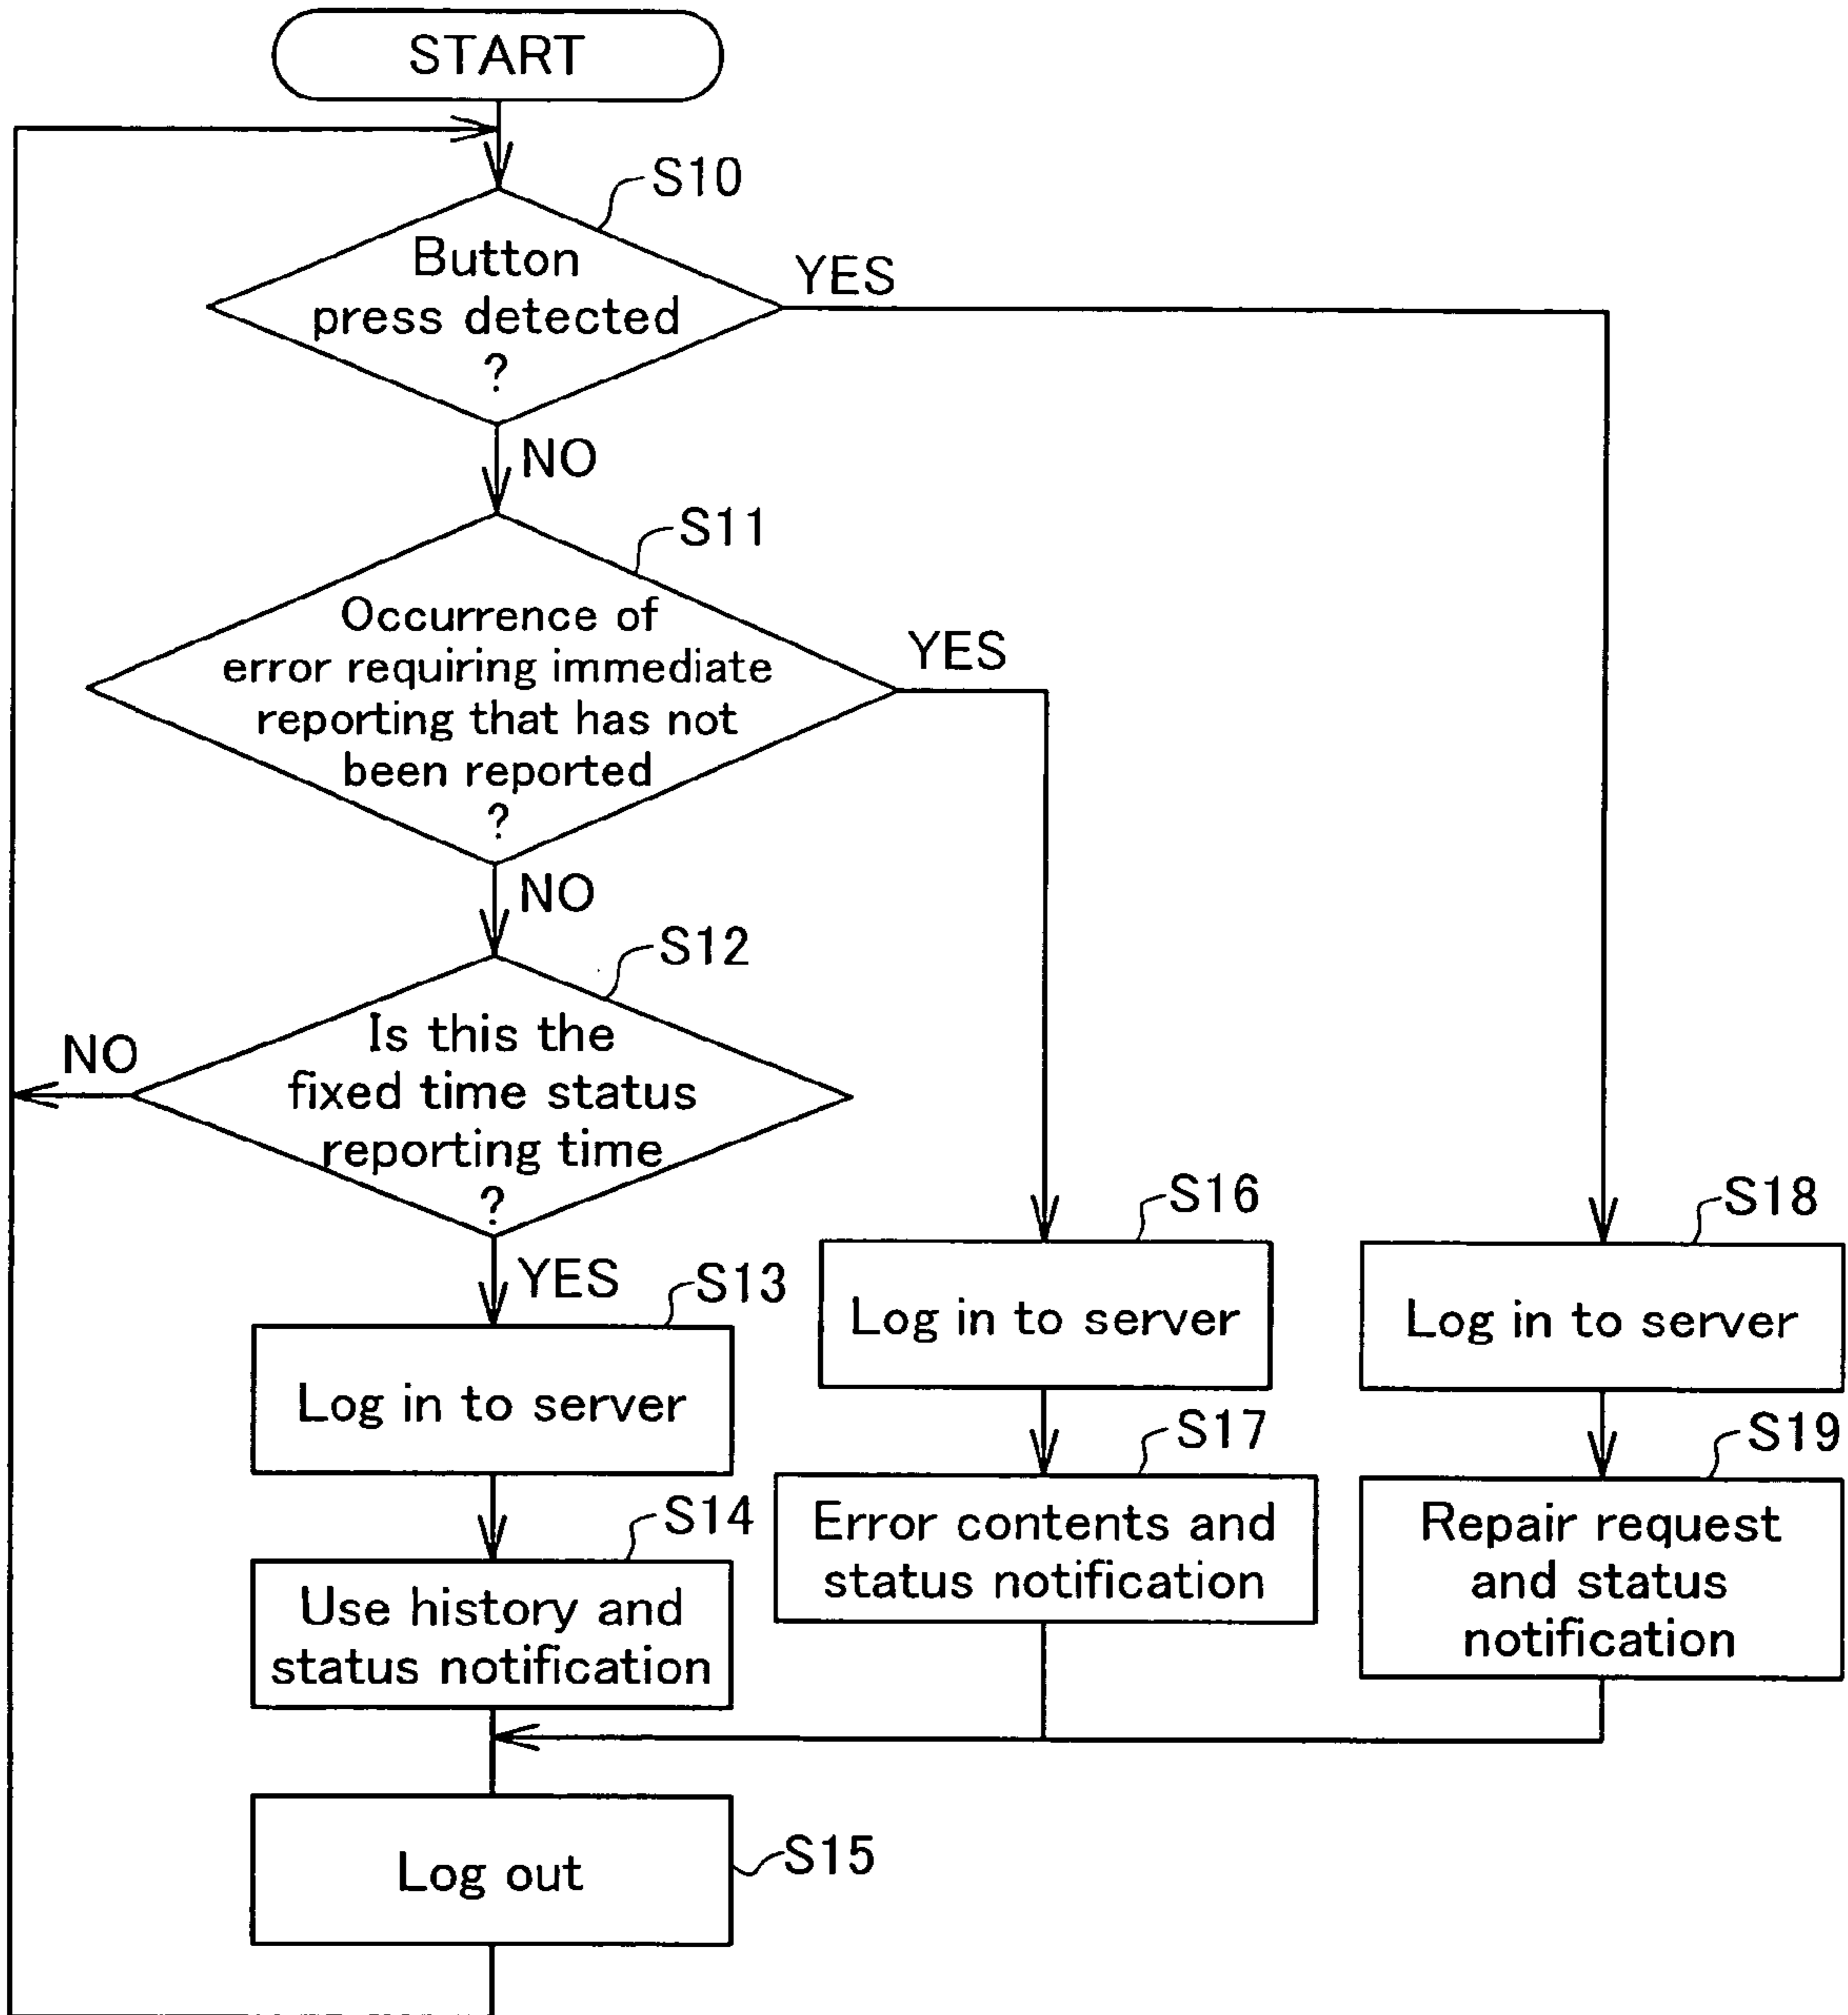 START
S10
Button
press detected
?
YES
NO
S11
Occurrence of
error requiring immediate
reporting that has not
been reported
?
YES
NO
S12
Is this the
fixed time status
reporting time
?
NO
YES
S13
Log in to server
S14
Use history and
status notification
S16
Log in to server
S17
Error contents and
status notification
S18
Log in to server
S19
Repair request
and status
notification
Log out
S15